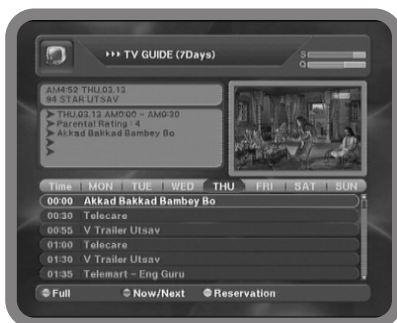 ▸▸▸ TV GUIDE (7Days)
S
Q
AM4:52 THU.03.13
94 STAR UTSAV
➤ THU.03.13 AM0:00 ~ AM0:30
➤ Parental Rating : 4
➤ Akkad Bakkad Bambey Bo
➤
➤
Time MON TUE WED THU FRI SAT SUN
00:00 Akkad Bakkad Bambey Bo
00:30 Telecare
00:55 V Trailer Utsav
01:00 Telecare
01:30 V Trailer Utsav
01:35 Telemart – Eng Guru
Full Now/Next Reservation